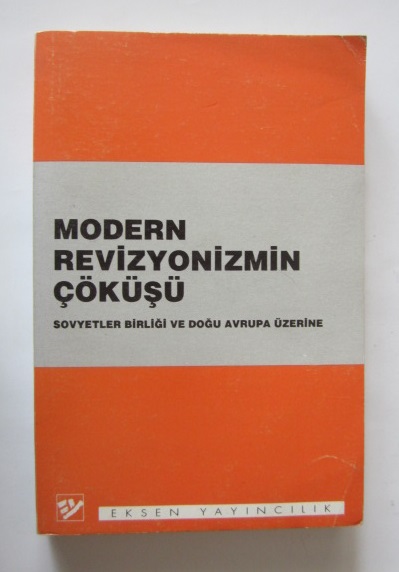 MODERN
REVİZYONİZMİN
ÇÖKÜŞÜ
SOVYETLER BİRLİĞİ VE DOĞU AVRUPA ÜZERİNE
EKSEN YAYINCILIK